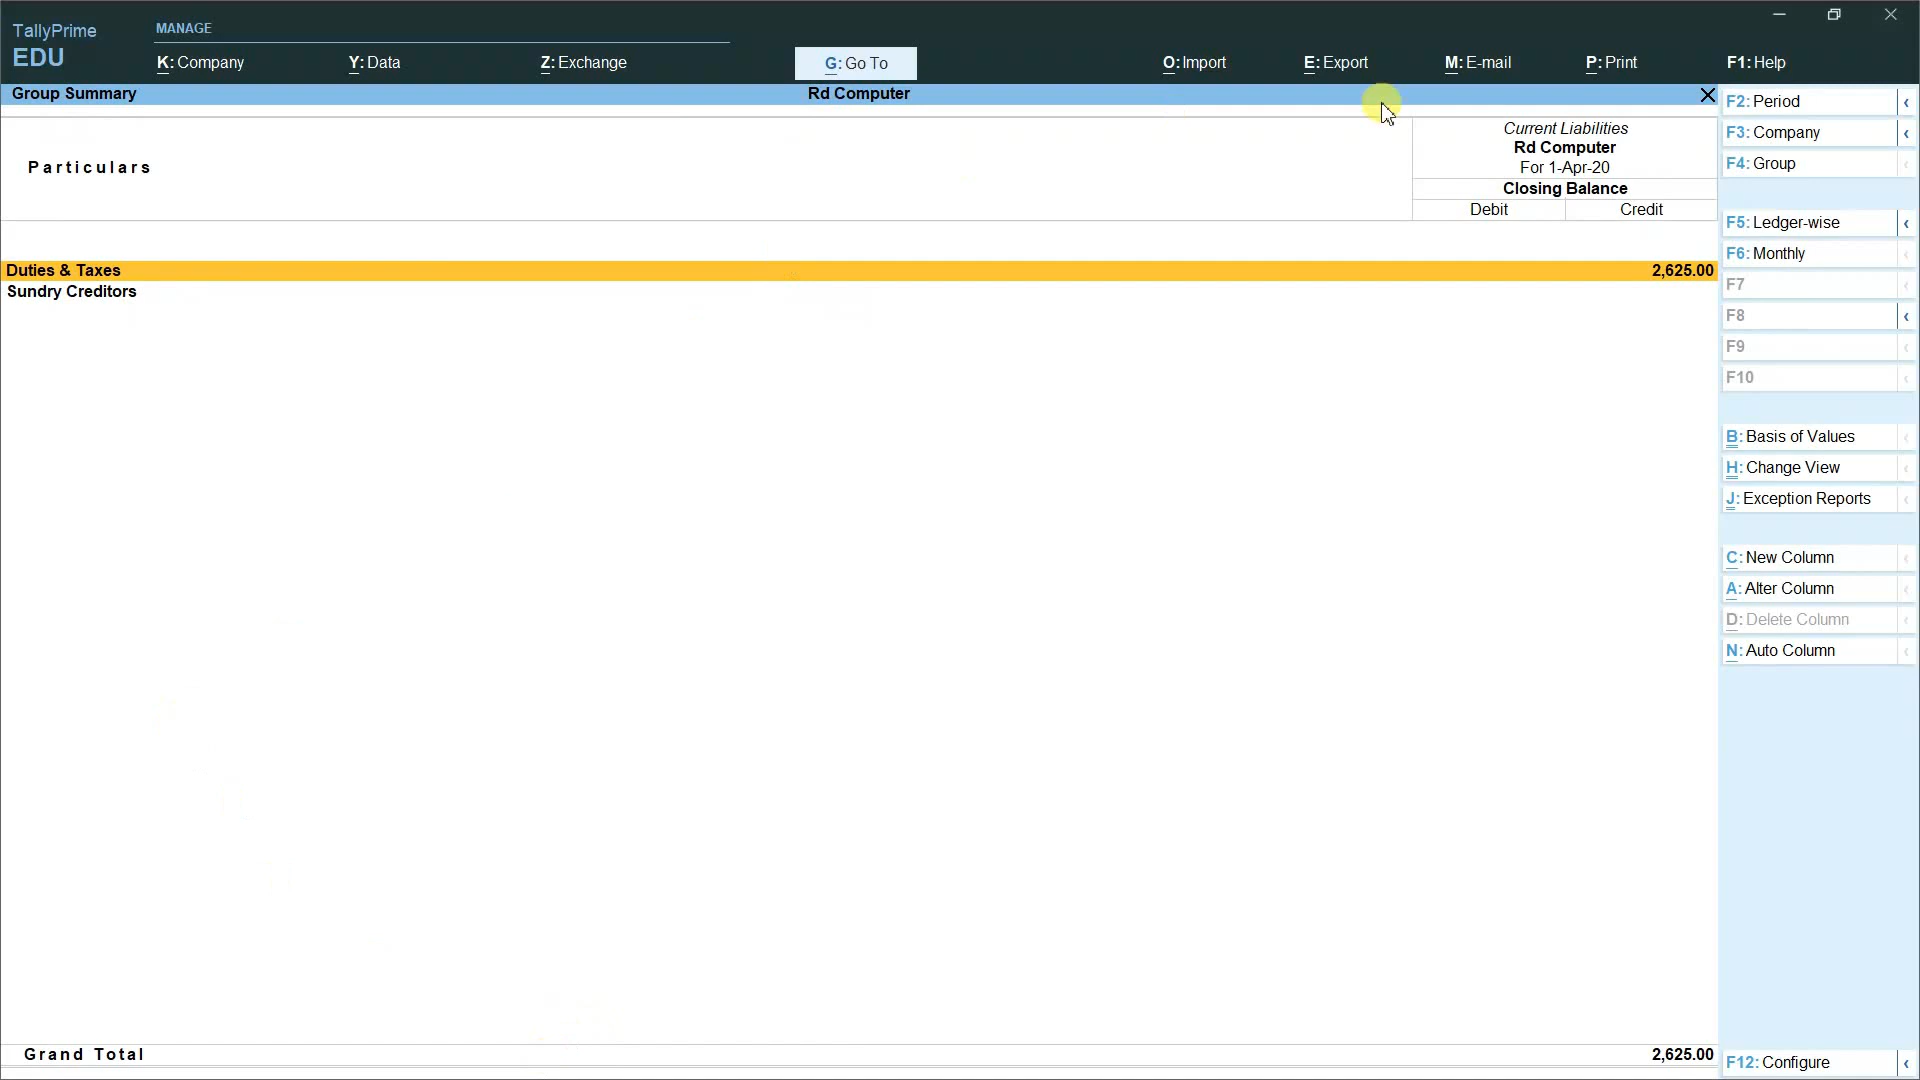 TallyPrime
EDU
MANAGE
K: Company
Y: Data
Z: Exchange
G: Go To
O: Import
E: Export
M: E-mail
P: Print
F1: Help
Group Summary
Rd Computer
Particulars
Current Liabilities
Rd Computer
For 1-Apr-20
Closing Balance
Debit
Credit
Duties & Taxes
2,625.00
Sundry Creditors
Grand Total
2,625.00
F2: Period
F3: Company
F4: Group
F5: Ledger-wise
F6: Monthly
F7
F8
F9
F10
B: Basis of Values
H: Change View
J: Exception Reports
C: New Column
A: Alter Column
D: Delete Column
N: Auto Column
F12: Configure